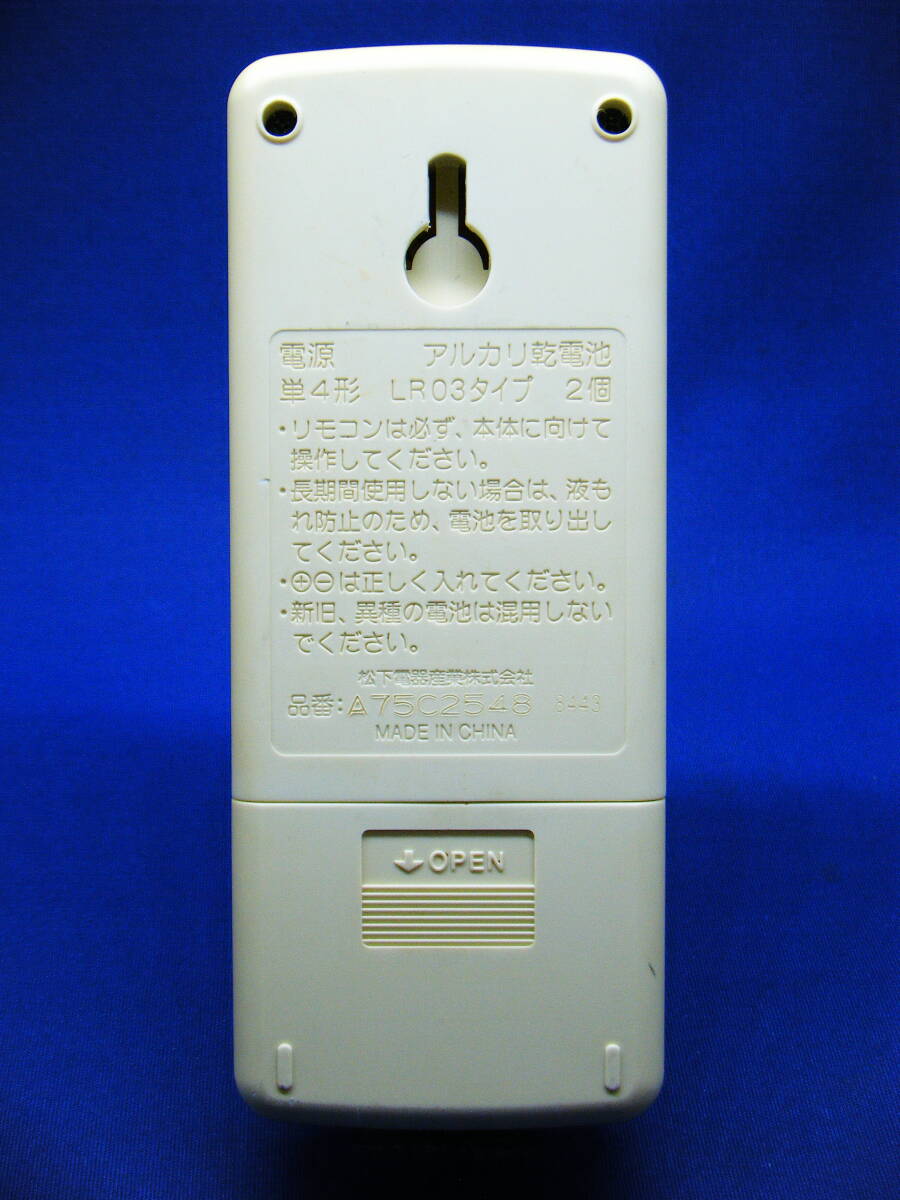 電源 アルカリ乾電池
単4形 LR03タイプ 2個
・リモコンは必ず、本体に向けて
操作してください。
・長期間使用しない場合は、液も
れ防止のため、電池を取り出し
てください。
・⊕⊖は正しく入れてください。
・新旧、異種の電池は混用しない
でください。
松下電器産業株式会社
品番:A75C2548 8443
MADE IN CHINA
OPEN